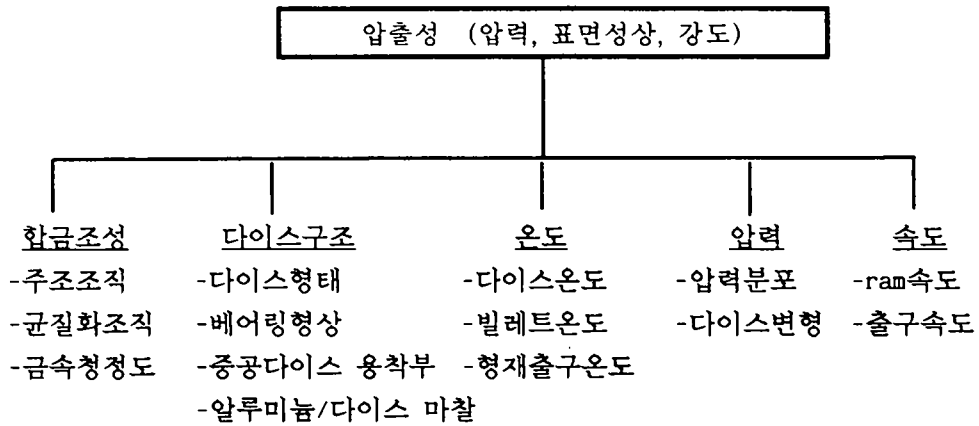 압출성 (압력, 표면성상, 강도)
합금조성 다이스구조 온도 압력 속도
-주조조직 -다이스형태 -다이스온도 -압력분포 -ram속도
-균질화조직 -베어링형상 -빌레트온도 -다이스변형 -출구속도
-금속청정도 -중공다이스 용착부 -형재출구온도
-알루미늄/다이스 마찰